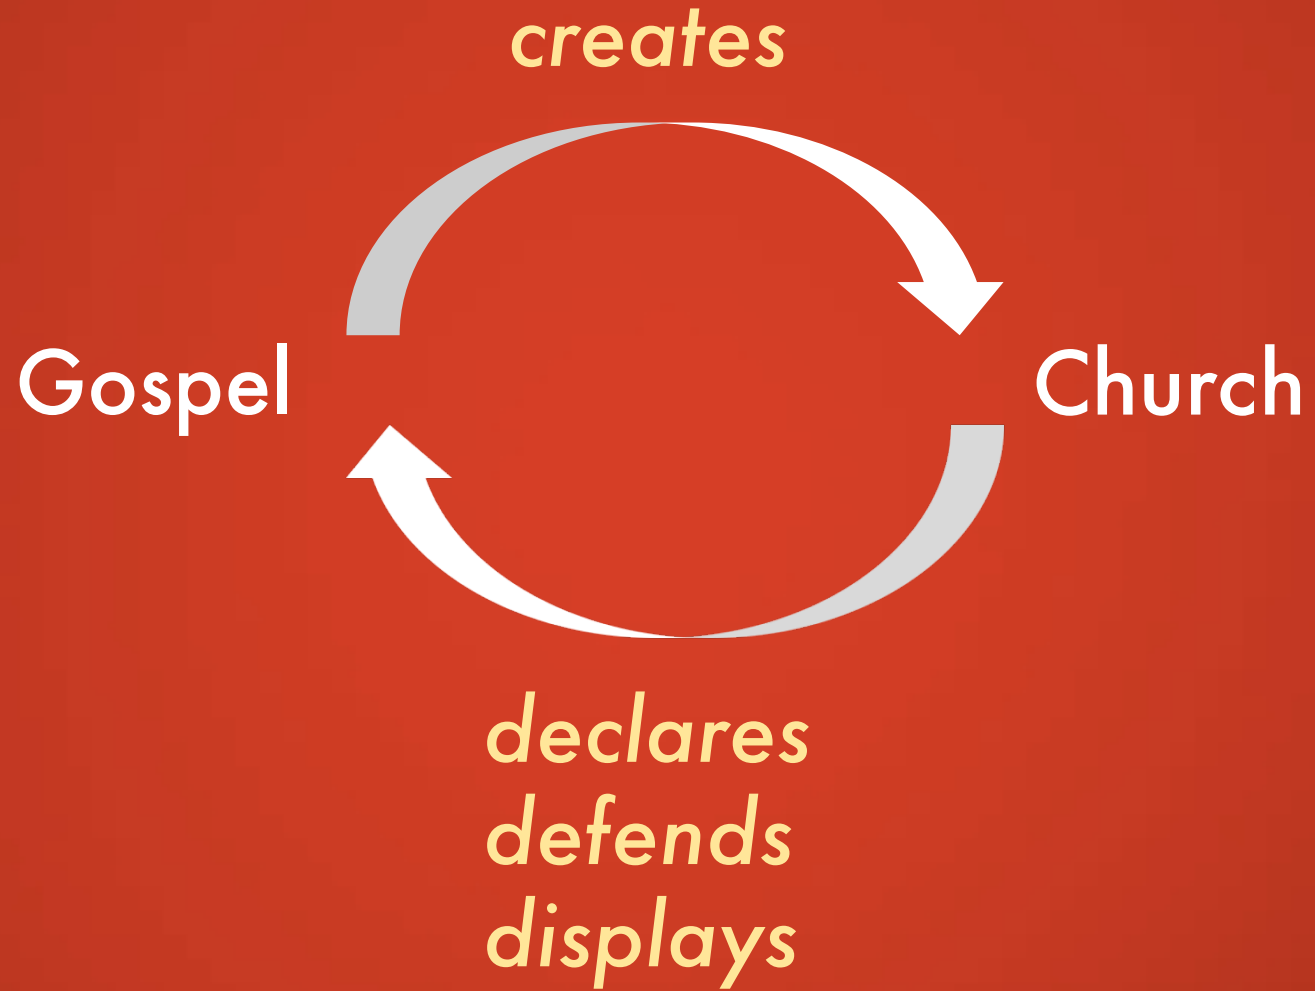 creates
Gospel
Church
declares
defends
displays